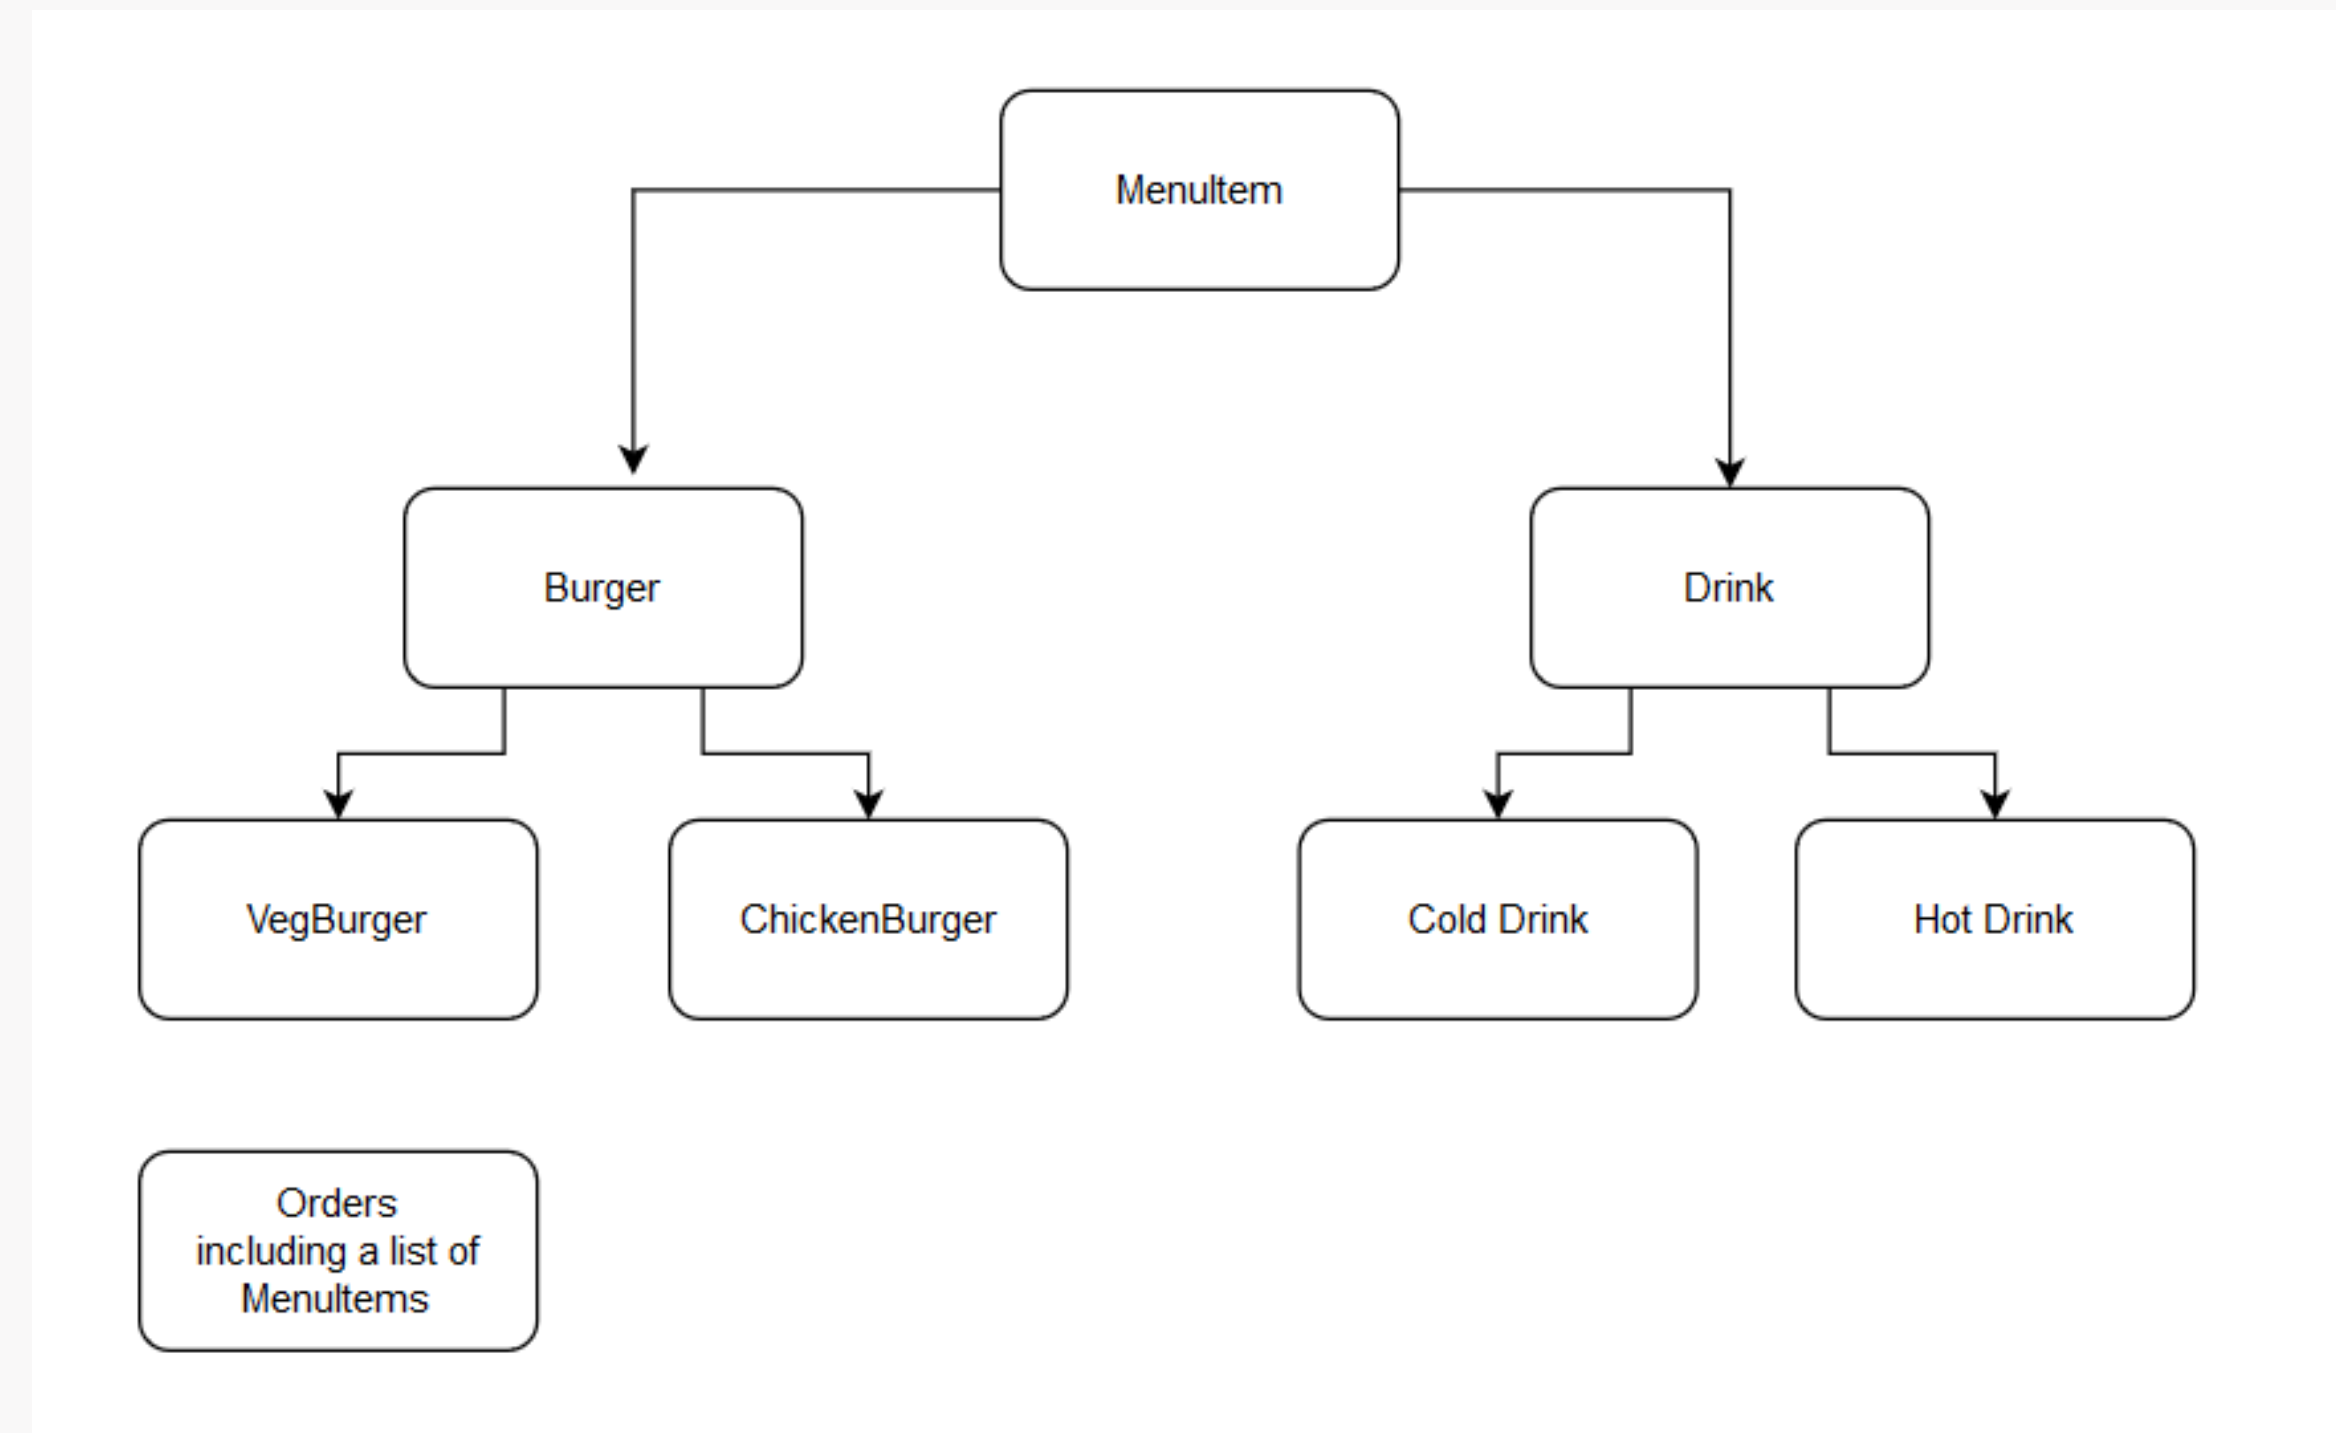 MenuItem
Burger
Drink
VegBurger
ChickenBurger
Cold Drink
Hot Drink
Orders
including a list of
MenuItems